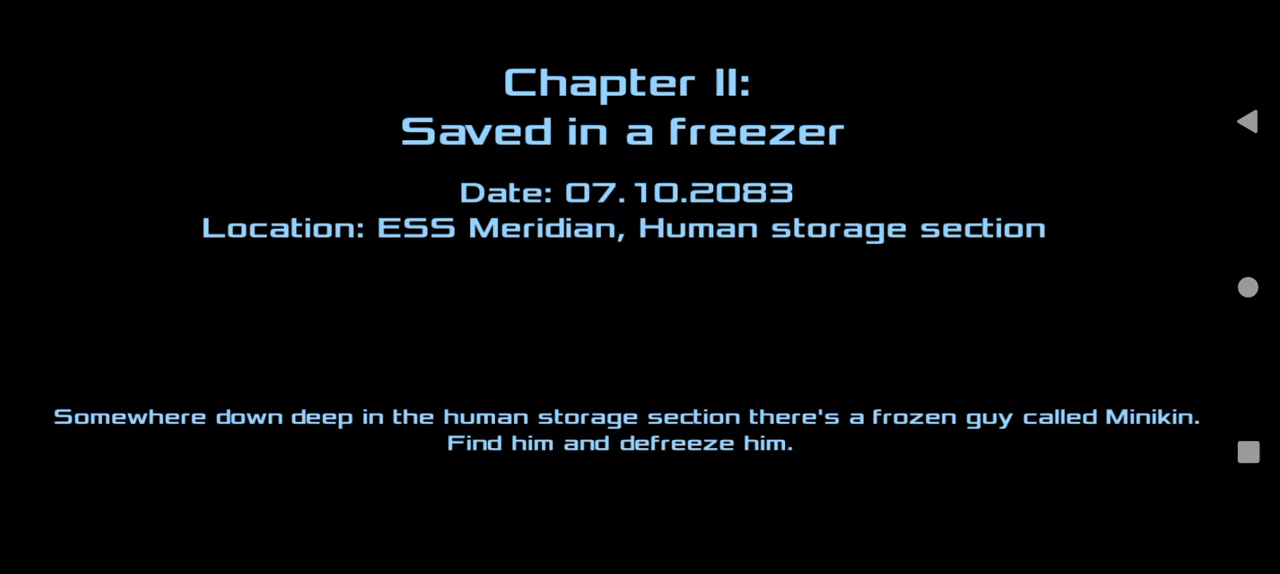 Chapter II:
Saved in a freezer
Date: 07.10.2083
Location: ESS Meridian, Human storage section
Somewhere down deep in the human storage section there's a frozen guy called Minikin.
Find him and defreeze him.